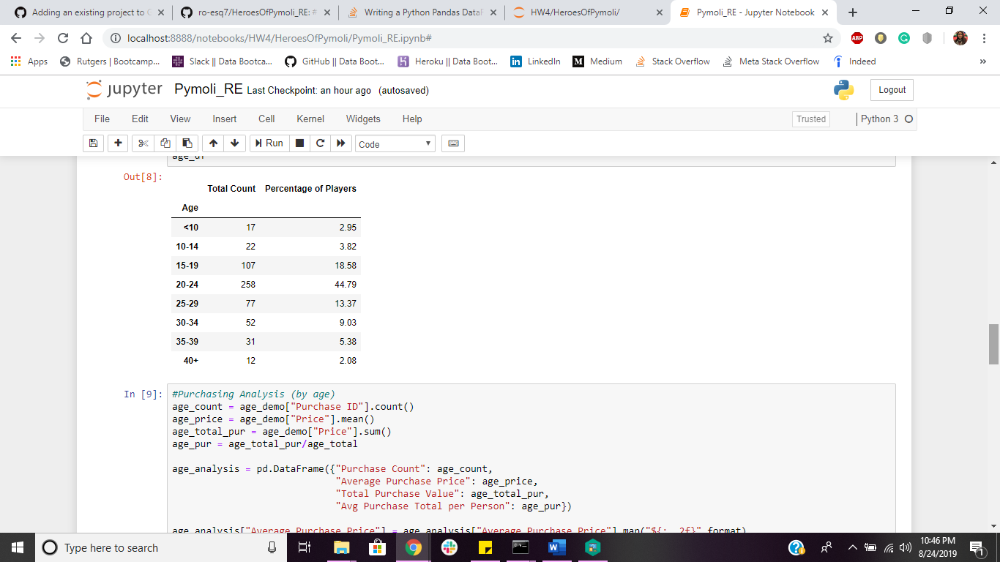 Adding an existing project to G
ro-esq7/HeroesOfPymoli_RE: #
Writing a Python Pandas DataF
HW4/HeroesOfPymoli/
Pymoli_RE - Jupyter Notebook
localhost:8888/notebooks/HW4/HeroesOfPymoli/Pymoli_RE.ipynb#
ABP
Apps
Rutgers | Bootcamp...
Slack || Data Bootca...
GitHub || Data Boot...
Heroku || Data Boot...
LinkedIn
Medium
Stack Overflow
Meta Stack Overflow
Indeed
»
jupyter Pymoli_RE Last Checkpoint: an hour ago (autosaved)
Logout
File Edit View Insert Cell Kernel Widgets Help
Trusted
Python 3
Run
Code
age_df
Out[8]:
Total Count Percentage of Players
Age
<10 17 2.95
10-14 22 3.82
15-19 107 18.58
20-24 258 44.79
25-29 77 13.37
30-34 52 9.03
35-39 31 5.38
40+ 12 2.08
In [9]:
#Purchasing Analysis (by age)
age_count = age_demo["Purchase ID"].count()
age_price = age_demo["Price"].mean()
age_total_pur = age_demo["Price"].sum()
age_pur = age_total_pur/age_total
age_analysis = pd.DataFrame({"Purchase Count": age_count,
"Average Purchase Price": age_price,
"Total Purchase Value": age_total_pur,
"Avg Purchase Total per Person": age_pur})
age_analysis["Average Purchase Price"] = age_analysis["Average Purchase Price"].map("${:,.2f}".format)
Type here to search
10:46 PM
8/24/2019
1